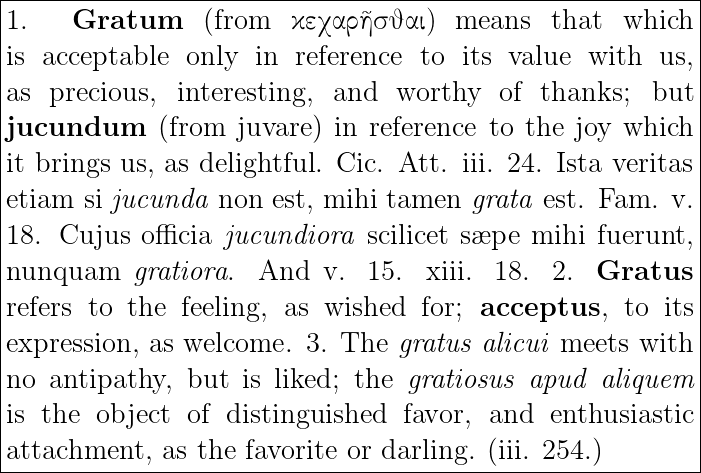 1. Gratum (from ϰεχαρῆσϑαι) means that which
is acceptable only in reference to its value with us,
as precious, interesting, and worthy of thanks; but
jucundum (from juvare) in reference to the joy which
it brings us, as delightful. Cic. Att. iii. 24. Ista veritas
etiam si jucunda non est, mihi tamen grata est. Fam. v.
18. Cujus officia jucundiora scilicet sæpe mihi fuerunt,
nunquam gratiora. And v. 15. xiii. 18. 2. Gratus
refers to the feeling, as wished for; acceptus, to its
expression, as welcome. 3. The gratus alicui meets with
no antipathy, but is liked; the gratiosus apud aliquem
is the object of distinguished favor, and enthusiastic
attachment, as the favorite or darling. (iii. 254.)